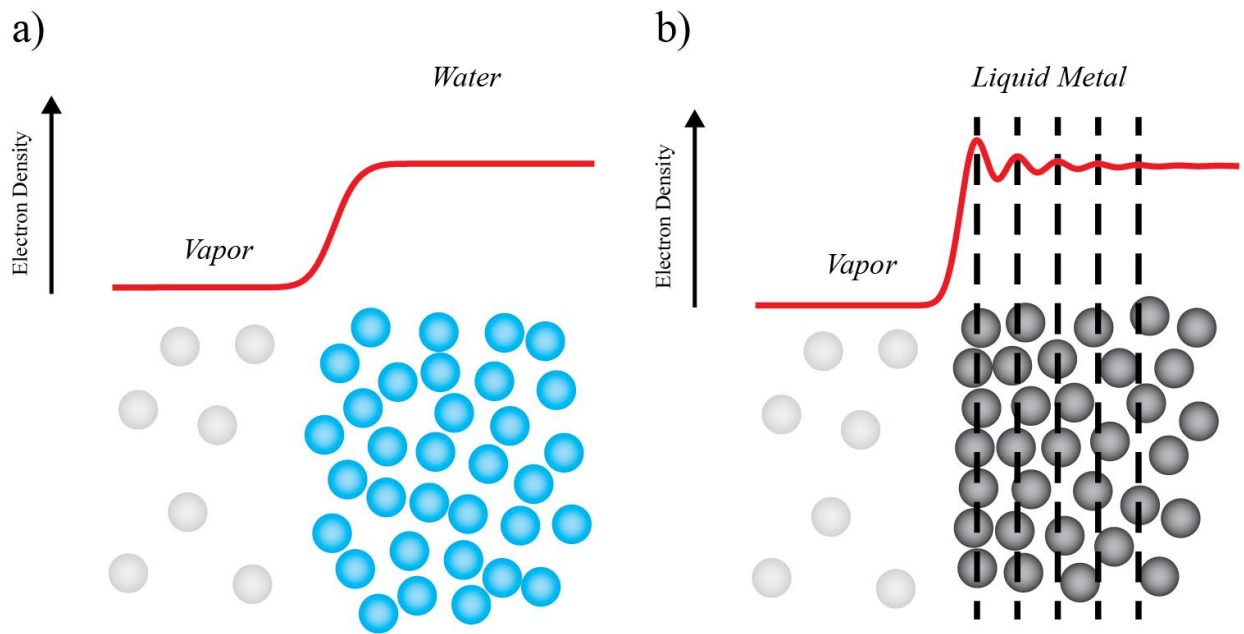 a)
Water
Electron Density
Vapor
b)
Liquid Metal
Electron Density
Vapor